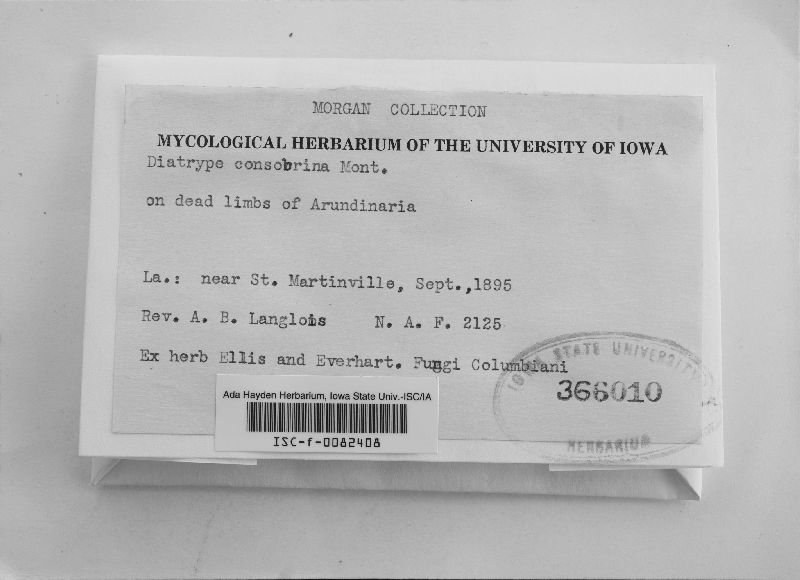 MORGAN COLLECTION
MYCOLOGICAL HERBARIUM OF THE UNIVERSITY OF IOWA
Diatrype consobrina Mont.
on dead limbs of Arundinaria
La.: near St. Martinville, Sept.,1895
Rev. A. B. Langlois N. A. F. 2125
Ex herb Ellis and Everhart. Fungi Columbiani
IOWA STATE UNIVERSITY
366010
HERBARIUM
Ada Hayden Herbarium, Iowa State Univ.-ISC/IA
ISC-f-0082408